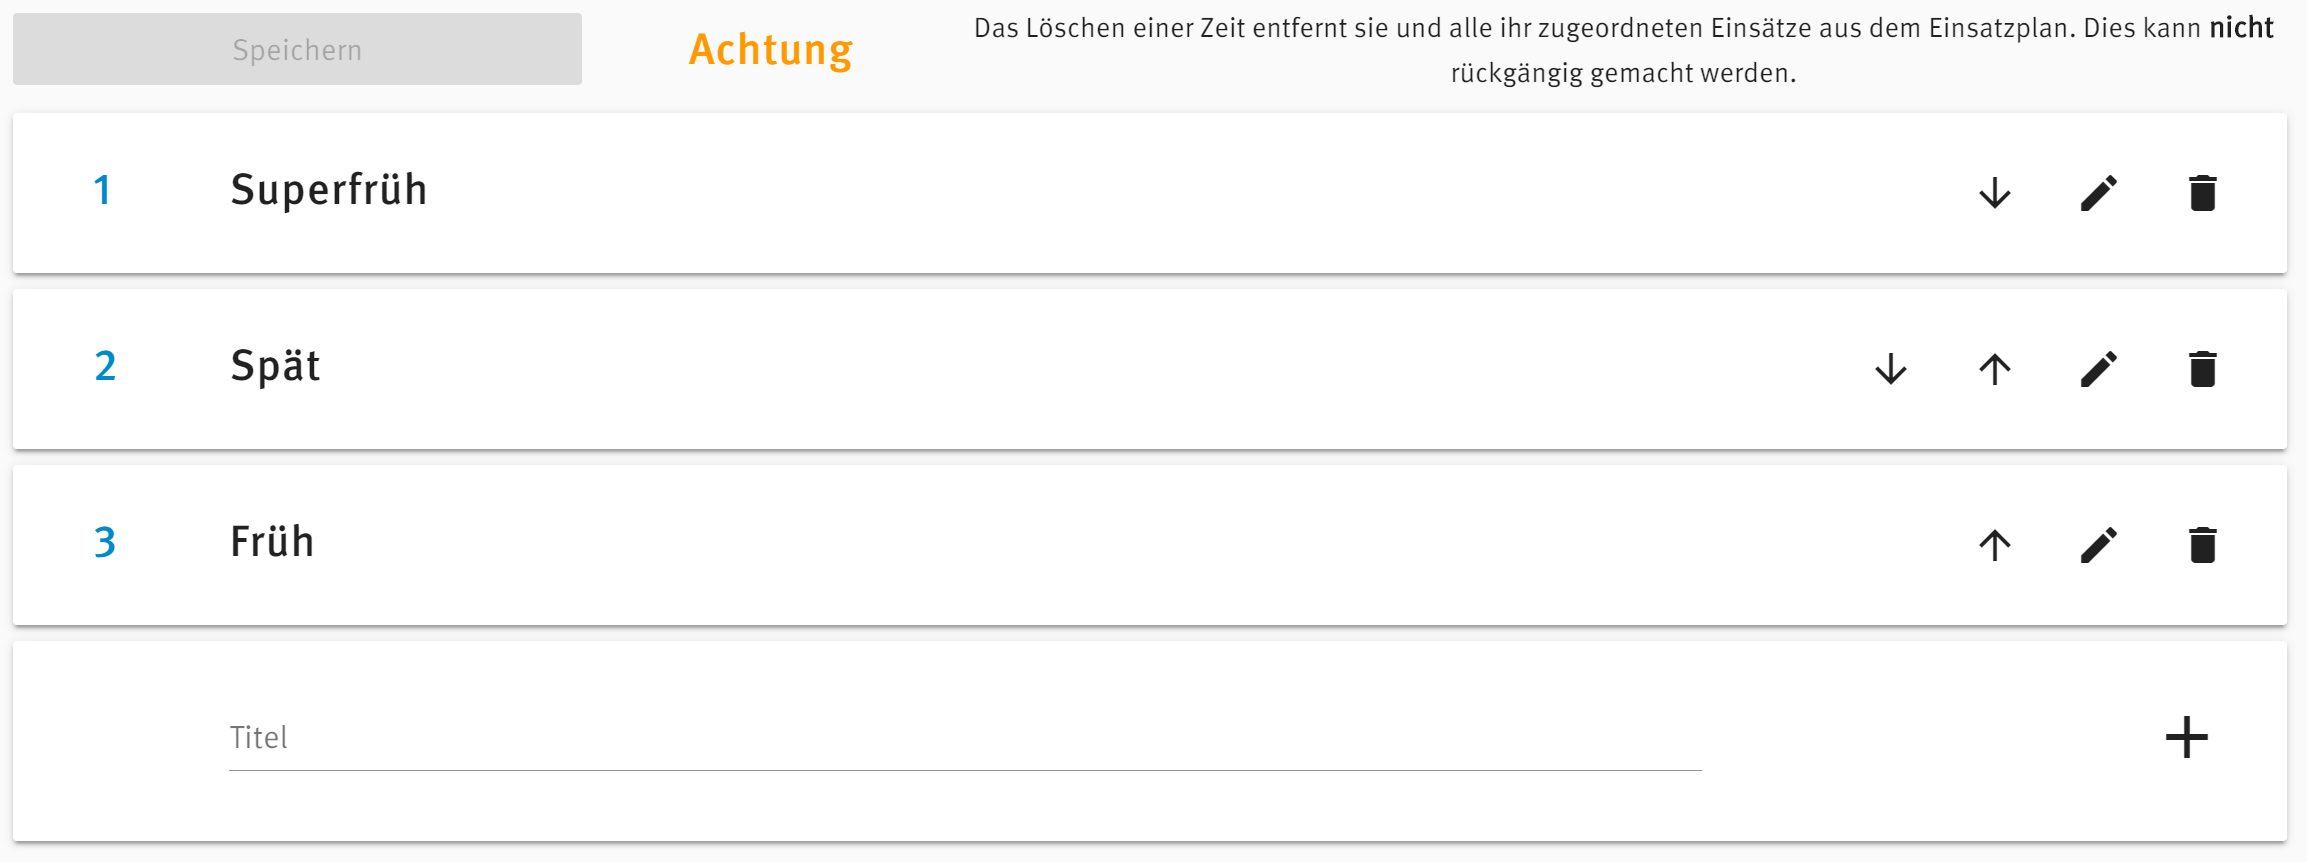 Speichern
Achtung
Das Löschen einer Zeit entfernt sie und alle ihr zugeordneten Einsätze aus dem Einsatzplan. Dies kann nicht
rückgängig gemacht werden.
1 Superfrüh
2 Spät
3 Früh
Titel